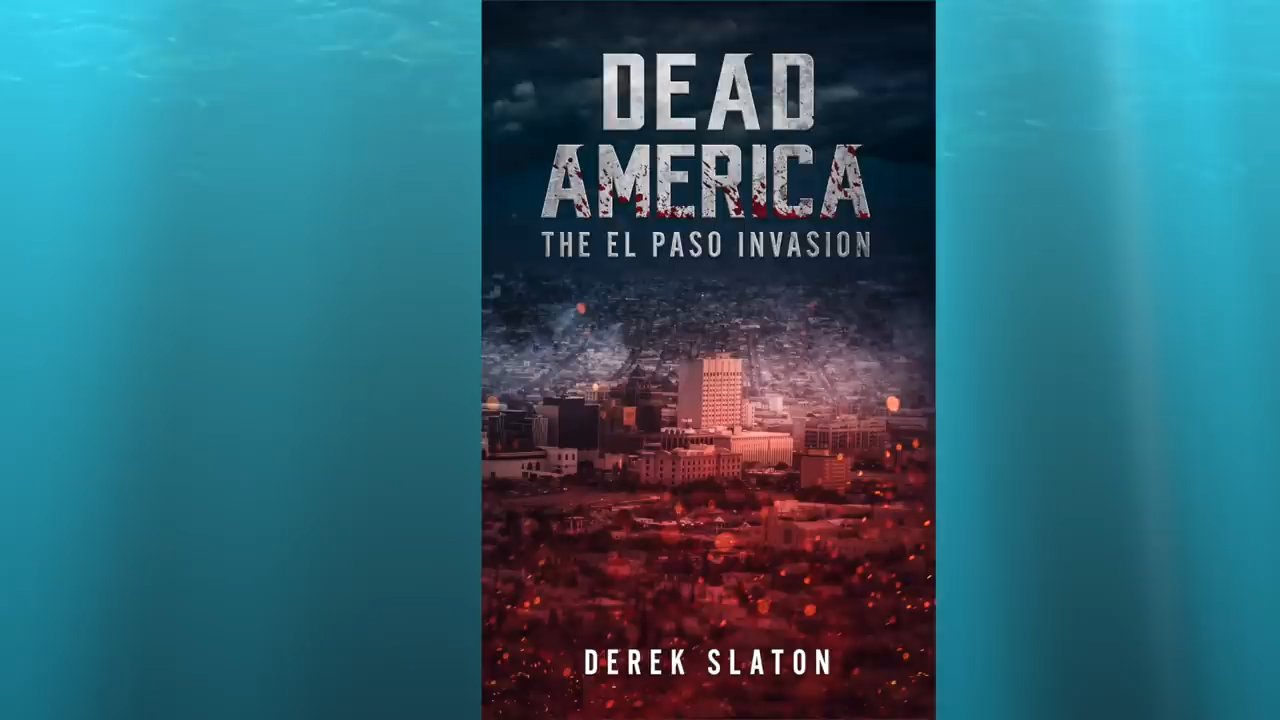 DEAD
AMERICA
THE EL PASO INVASION
DEREK SLATON